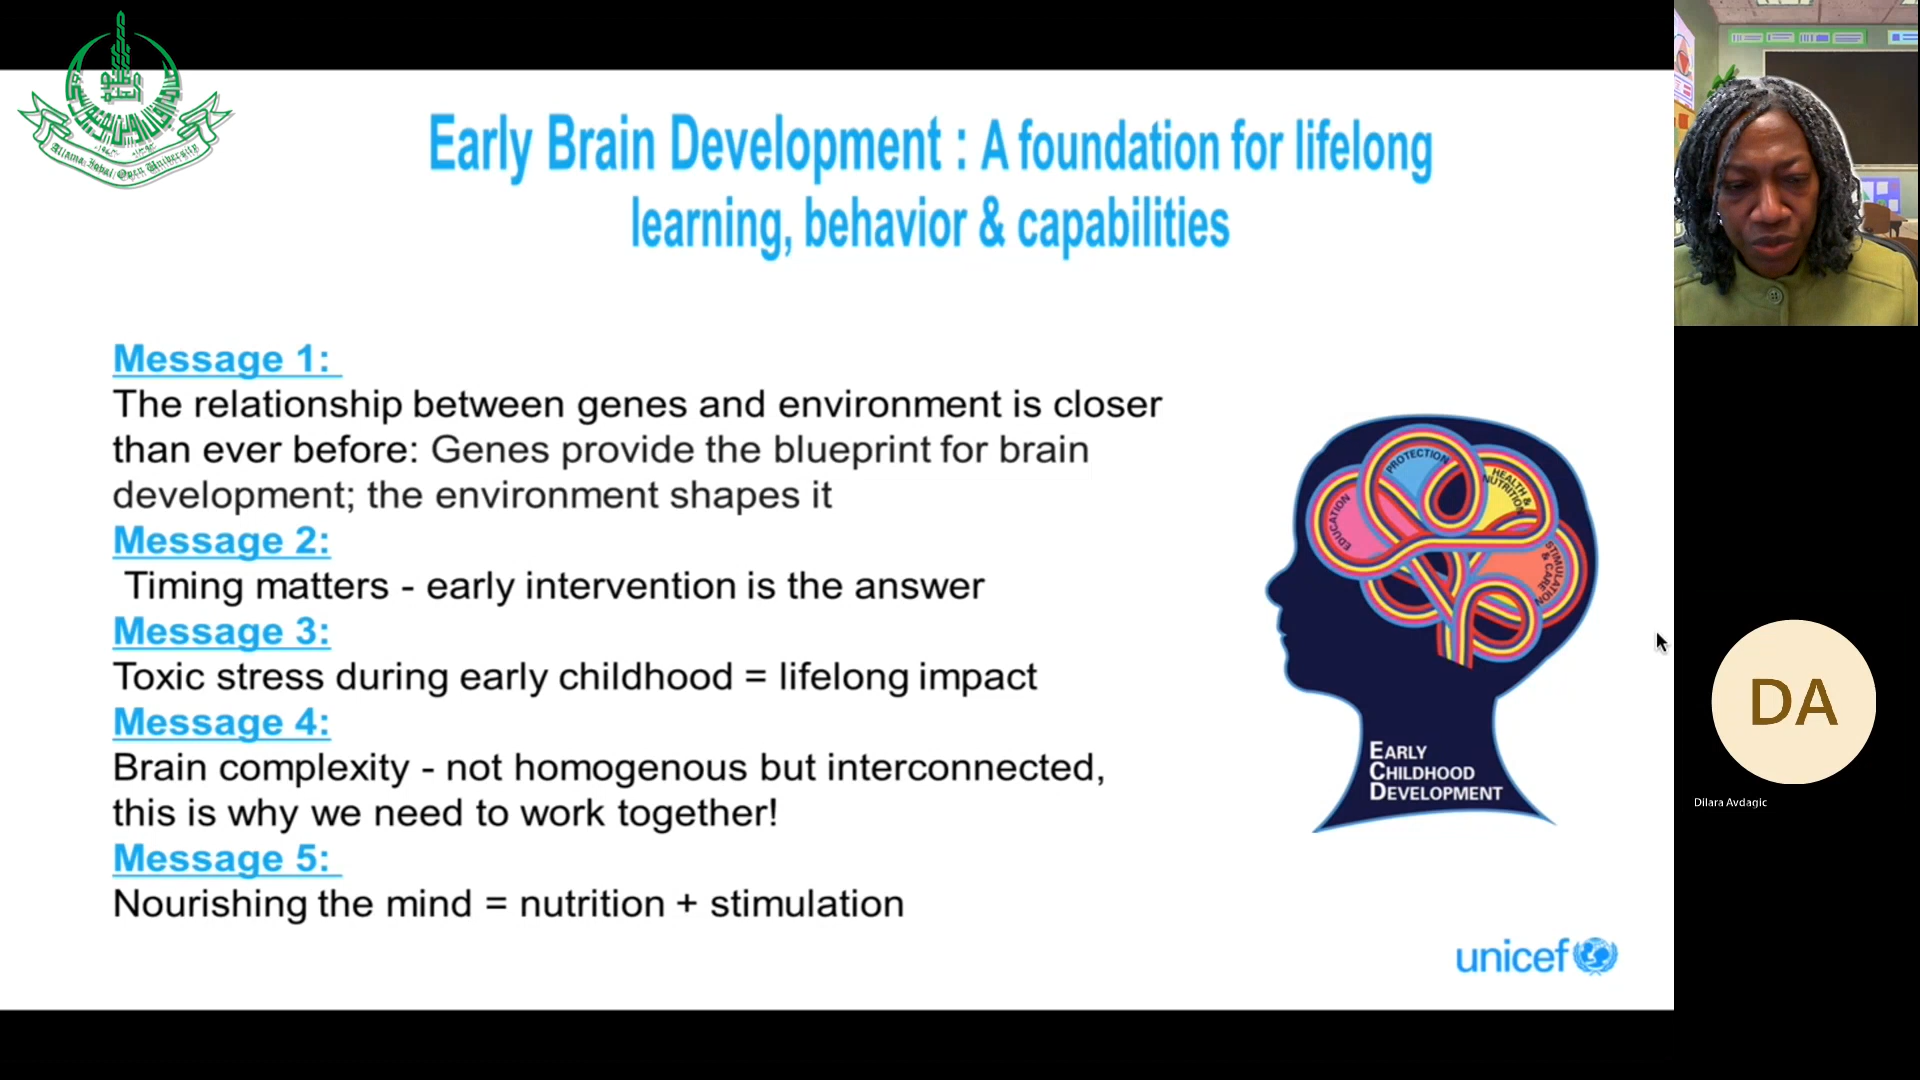 Allama Iqbal Open University
Early Brain Development : A foundation for lifelong
learning, behavior & capabilities
Message 1:
The relationship between genes and environment is closer
than ever before: Genes provide the blueprint for brain
development; the environment shapes it
Message 2:
Timing matters - early intervention is the answer
Message 3:
Toxic stress during early childhood = lifelong impact
Message 4:
Brain complexity - not homogenous but interconnected,
this is why we need to work together!
Message 5:
Nourishing the mind = nutrition + stimulation
EDUCATION
PROTECTION
HEALTH &
NUTRITION
STIMULATION
& CARE
EARLY
CHILDHOOD
DEVELOPMENT
unicef
DA
Dilara Avdagic